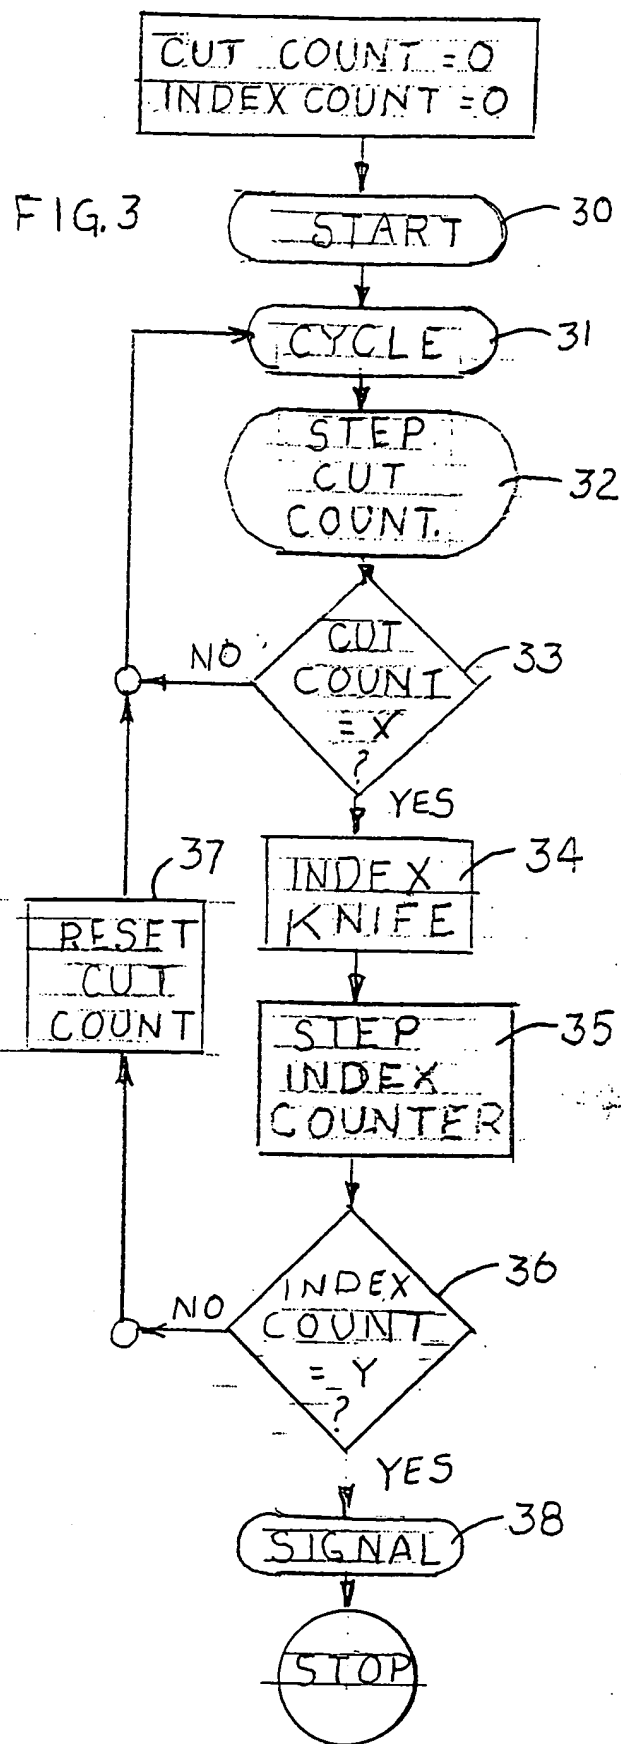 CUT COUNT = 0
INDEX COUNT = 0
FIG. 3
START
30
CYCLE
31
STEP
CUT
COUNT.
32
CUT
COUNT
= X
?
33
NO
YES
INDEX
KNIFE
34
37
RESET
CUT
COUNT
STEP
INDEX
COUNTER
35
INDEX
COUNT
= Y
?
36
NO
YES
SIGNAL
38
STOP